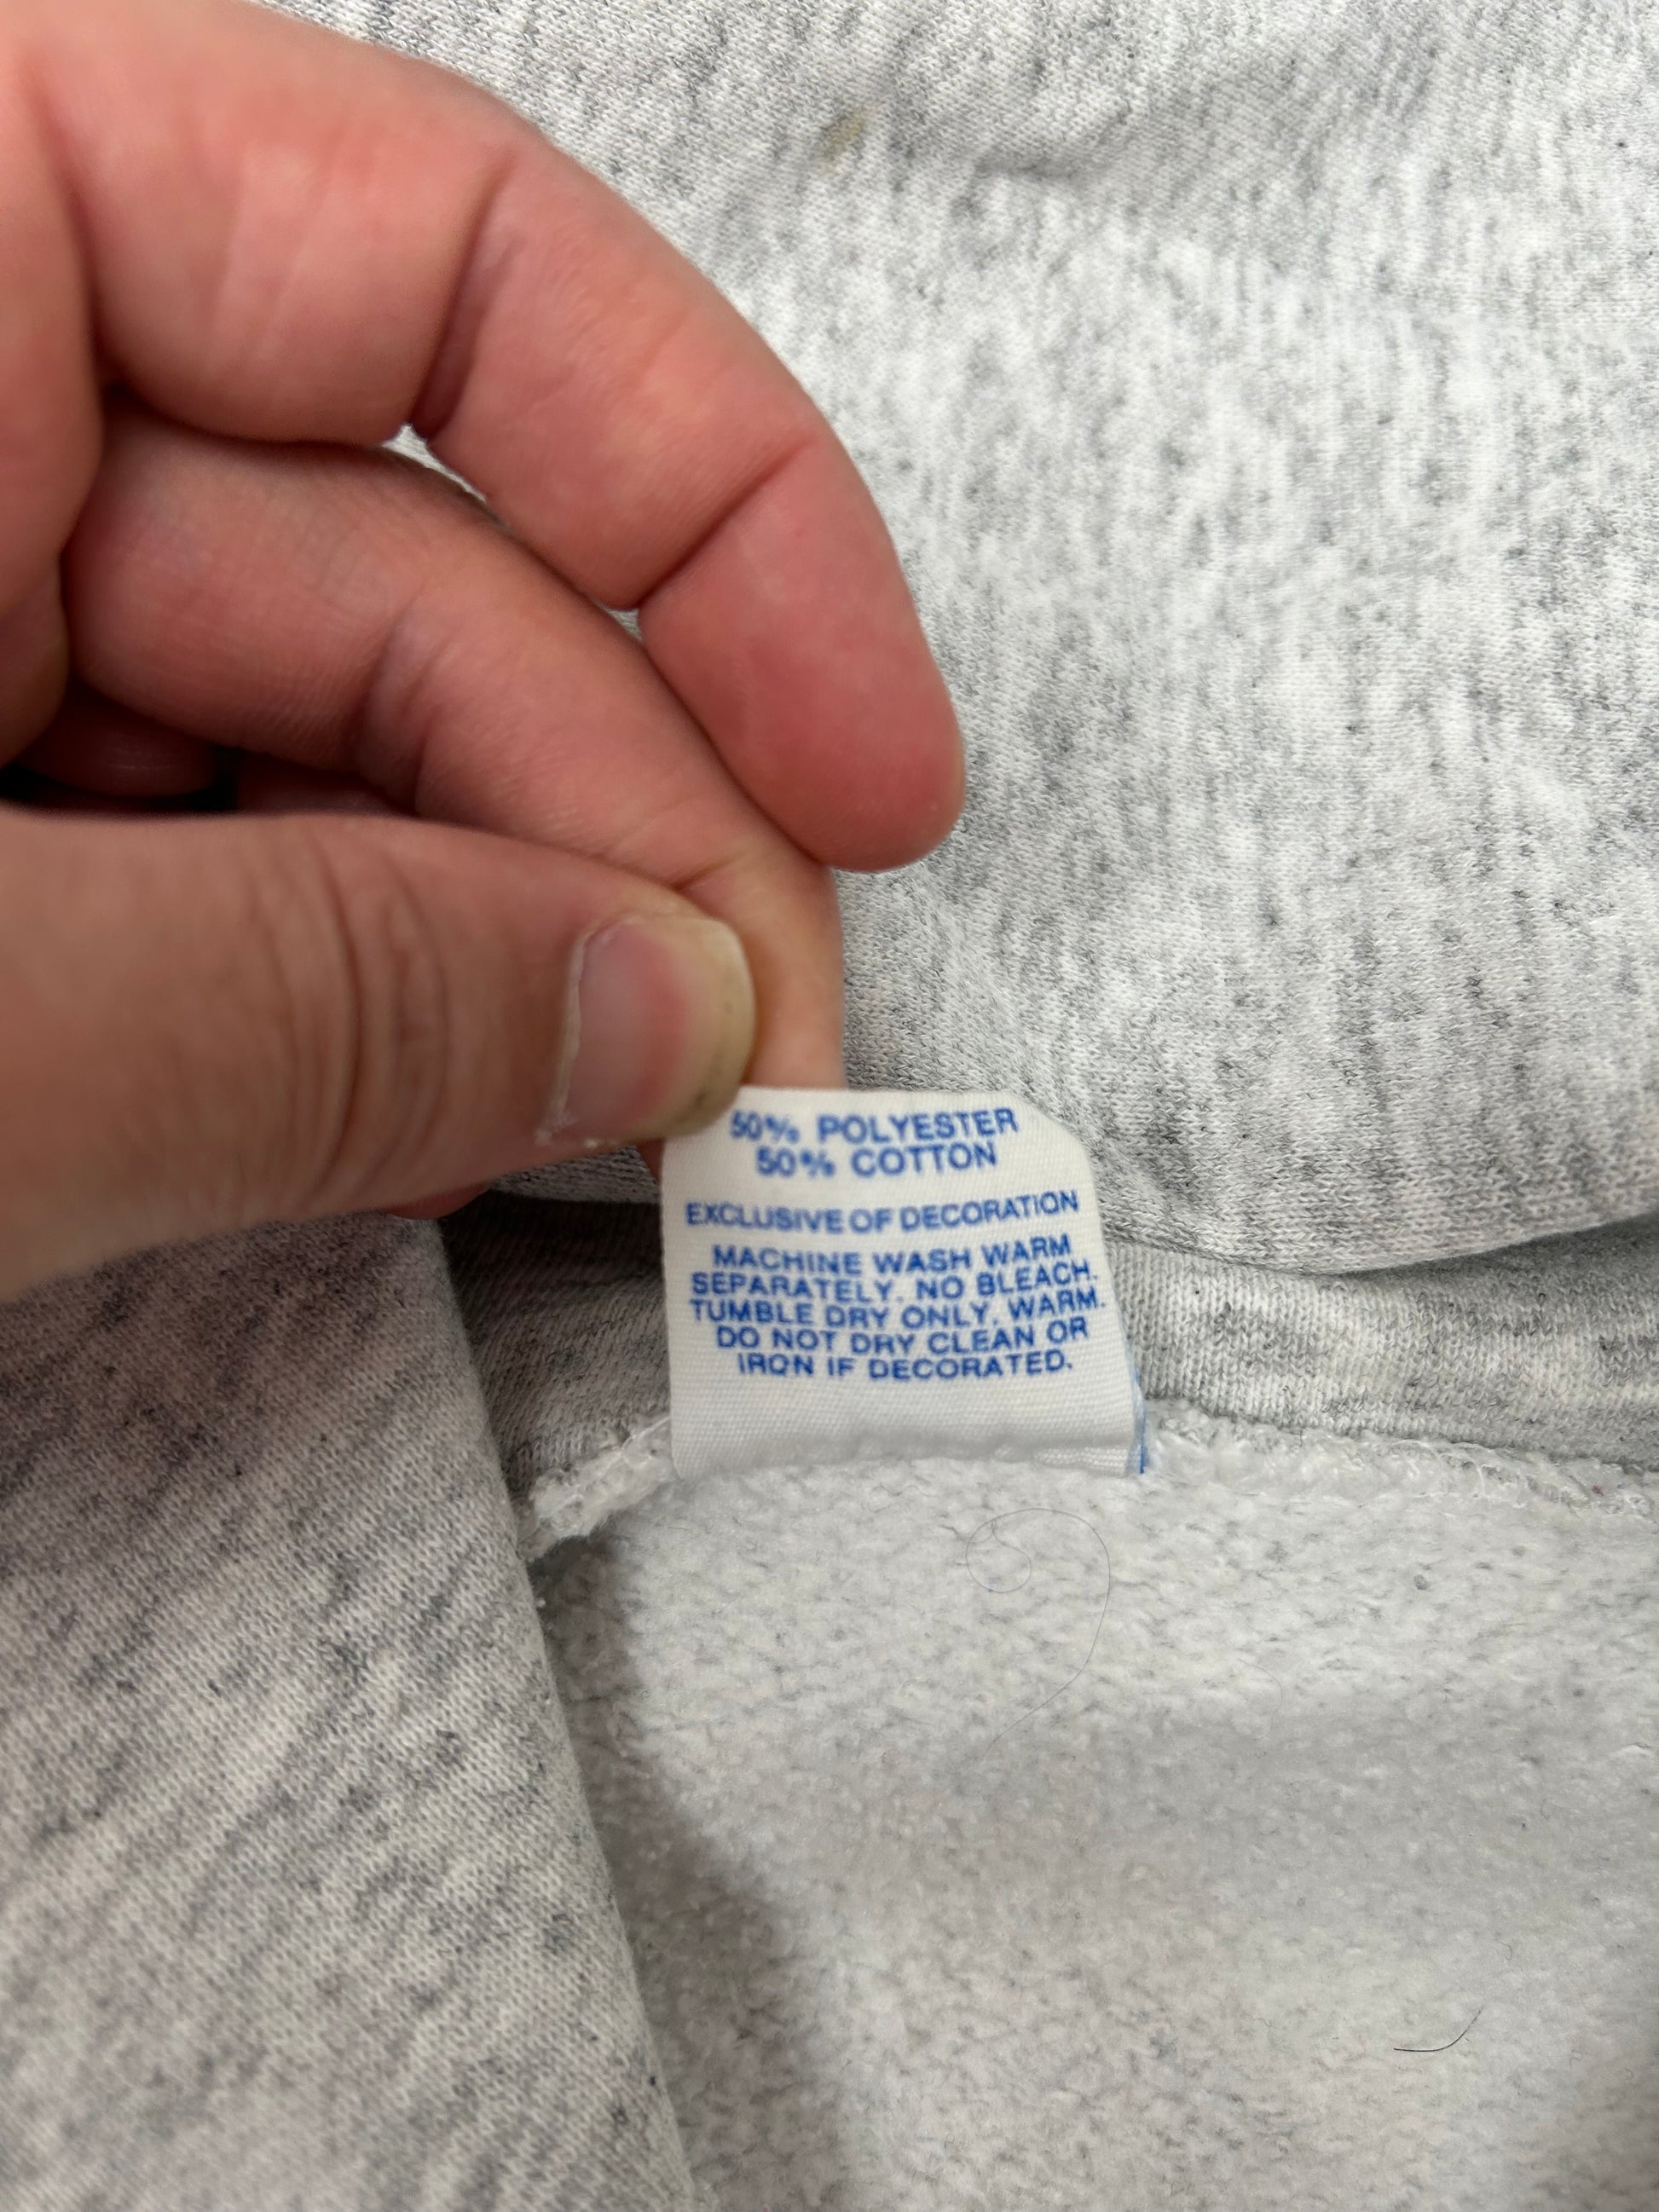 50% POLYESTER
50% COTTON
EXCLUSIVE OF DECORATION
MACHINE WASH WARM
SEPARATELY. NO BLEACH.
TUMBLE DRY ONLY, WARM.
DO NOT DRY CLEAN OR
IRON IF DECORATED.